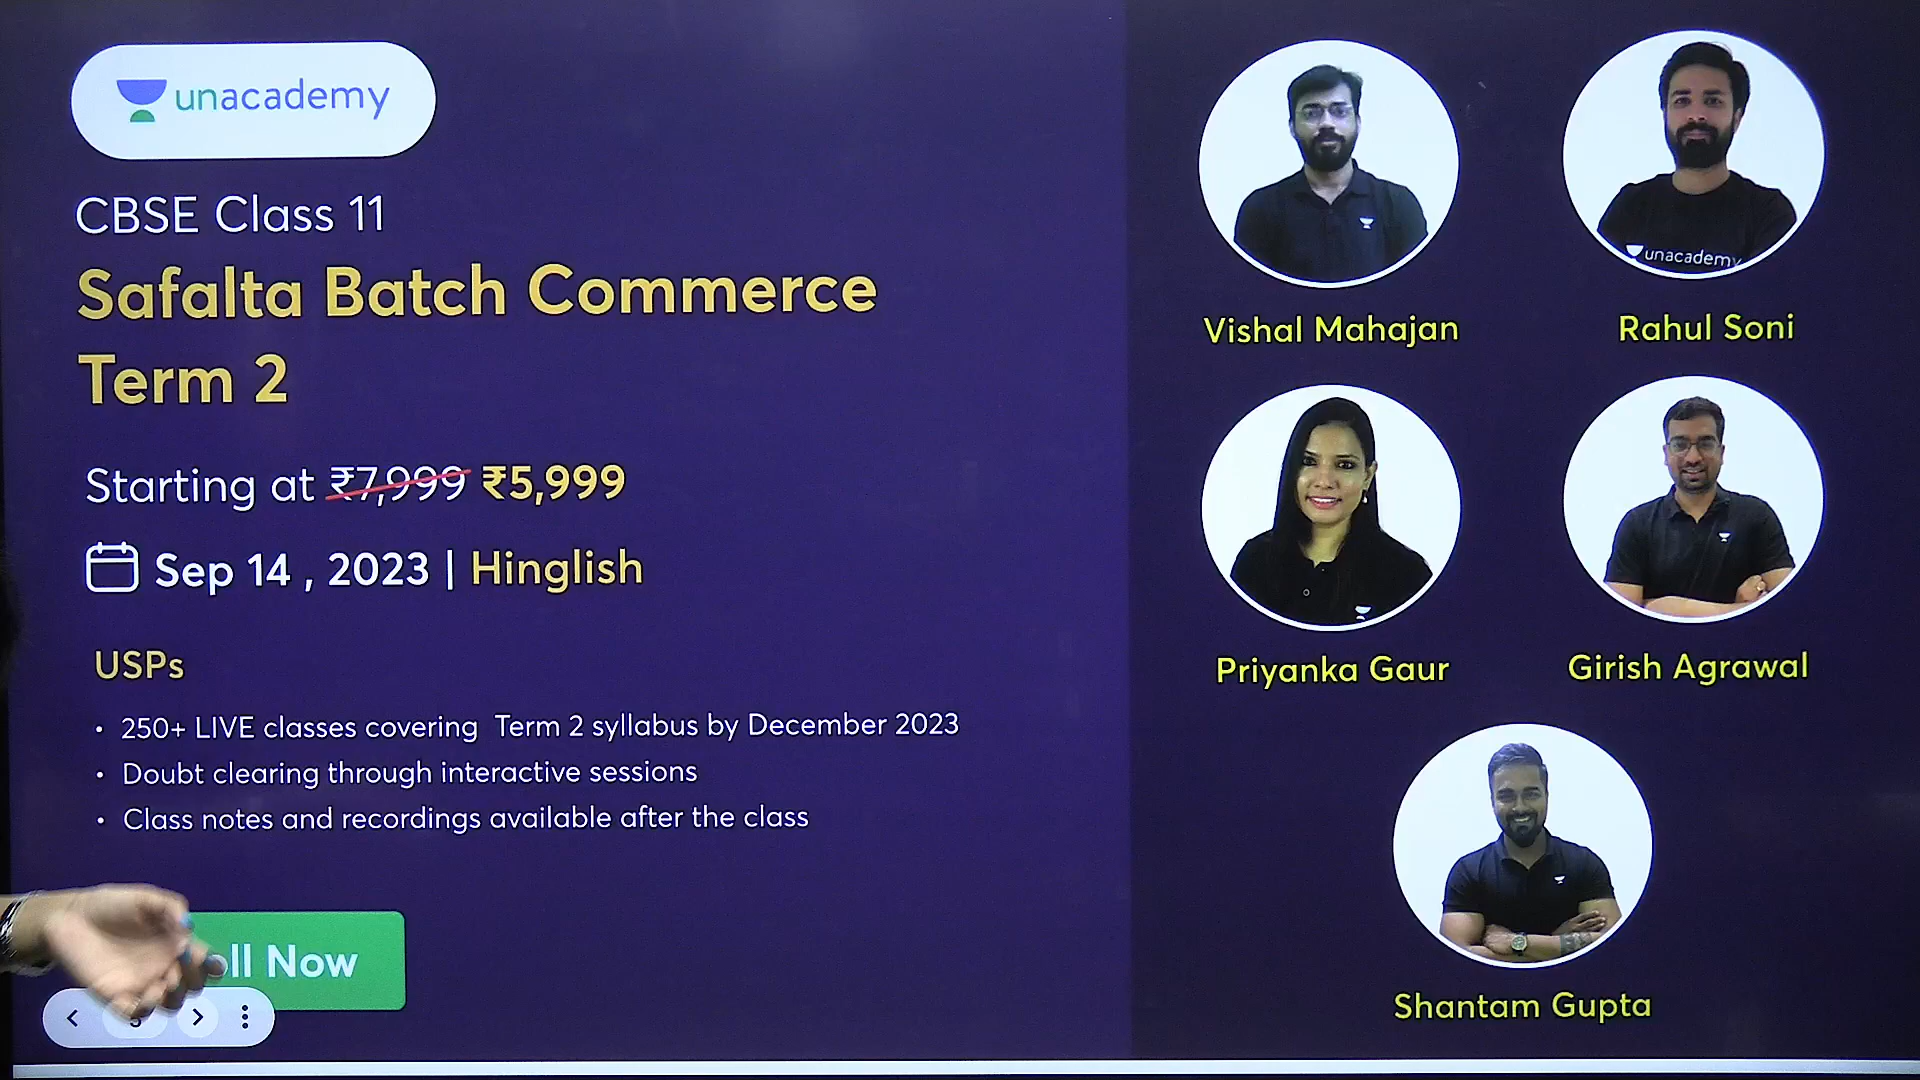 unacademy
CBSE Class 11
Safalta Batch Commerce
Term 2
Starting at ₹7,999 ₹5,999
Sep 14 , 2023 | Hinglish
USPs
• 250+ LIVE classes covering Term 2 syllabus by December 2023
• Doubt clearing through interactive sessions
• Class notes and recordings available after the class
Now
Vishal Mahajan
unacademy
Rahul Soni
Priyanka Gaur
Girish Agrawal
Shantam Gupta